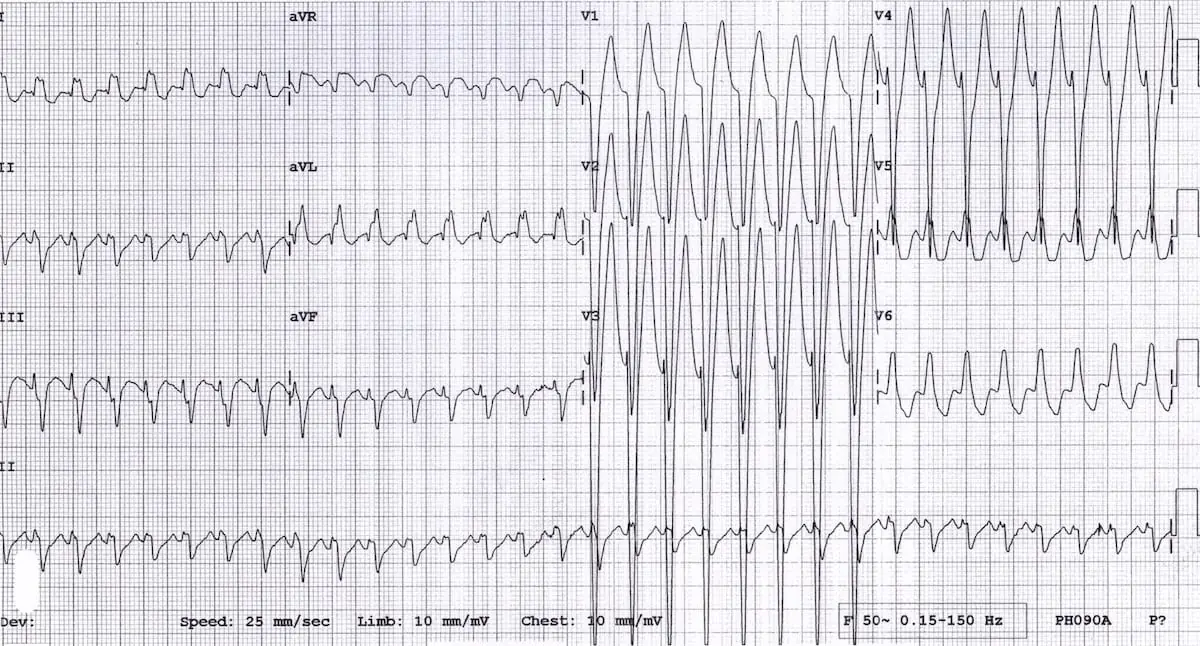 I aVR V1 V4
II aVL V2 V5
III aVF V3 V6
II
Dev: Speed: 25 mm/sec Limb: 10 mm/mV Chest: 10 mm/mV F 50~ 0.15-150 Hz PH090A P?